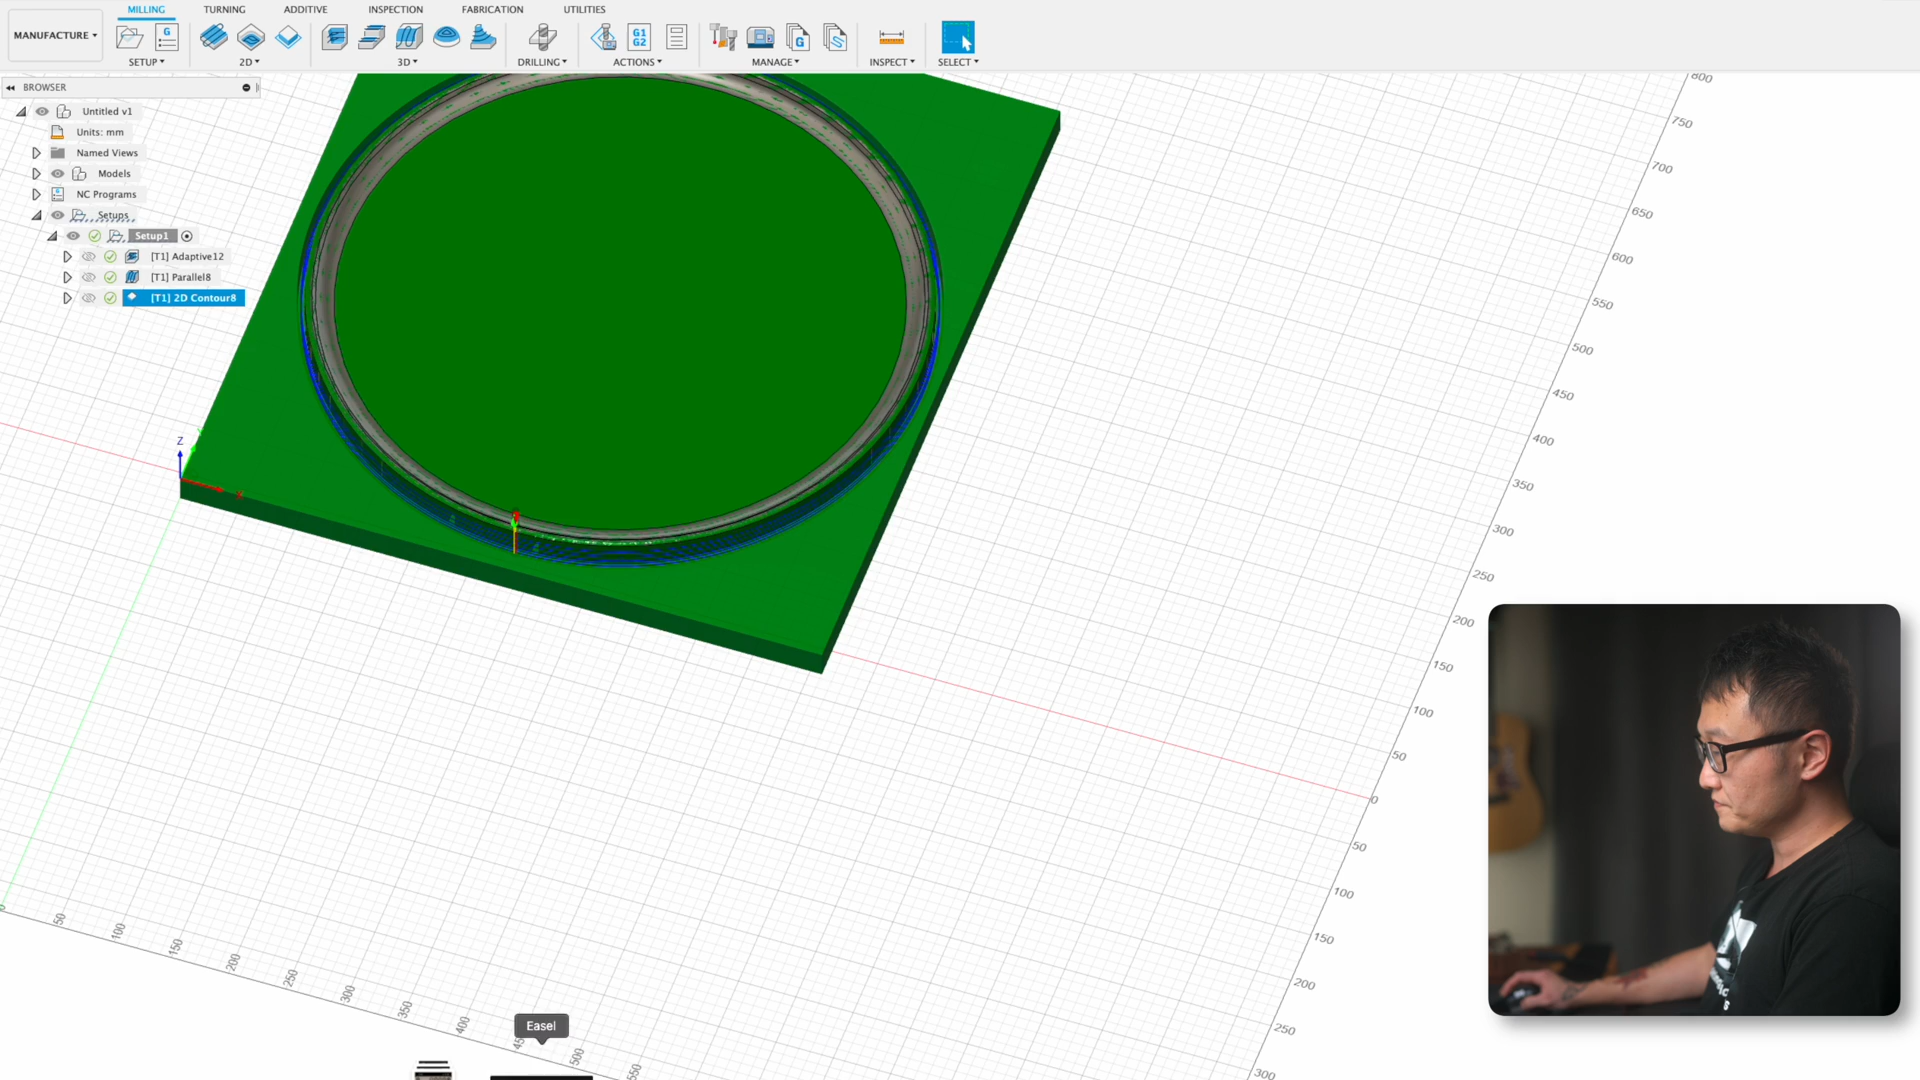 MILLING TURNING ADDITIVE INSPECTION FABRICATION UTILITIES
MANUFACTURE
SETUP 2D 3D DRILLING ACTIONS MANAGE INSPECT SELECT
G
G1
G2
G
S
BROWSER
Untitled v1
Units: mm
Named Views
Models
NC Programs
Setups
Setup1
[T1] Adaptive12
[T1] Parallel8
[T1] 2D Contour8
Z
800
750
700
650
600
550
500
450
400
350
300
250
200
150
100
50
0
50
100
150
200
250
300
50
100
150
200
250
300
350
400
500
550
Easel